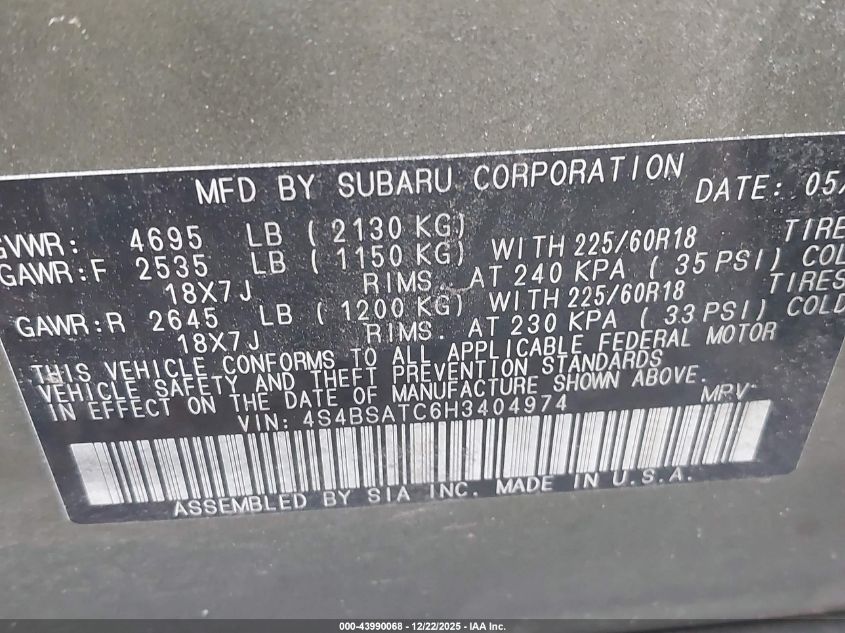 MFD BY SUBARU CORPORATION DATE: 05/
GVWR: 4695 LB ( 2130 KG)
GAWR:F 2535 LB ( 1150 KG) WITH 225/60R18 TIRE
18X7J RIMS. AT 240 KPA ( 35 PSI) COL
GAWR:R 2645 LB ( 1200 KG) WITH 225/60R18 TIRES
18X7J RIMS. AT 230 KPA ( 33 PSI) COLD
THIS VEHICLE CONFORMS TO ALL APPLICABLE FEDERAL MOTOR
VEHICLE SAFETY AND THEFT PREVENTION STANDARDS
IN EFFECT ON THE DATE OF MANUFACTURE SHOWN ABOVE.
VIN: 4S4BSATC6H3404974 MPV
ASSEMBLED BY SIA INC. MADE IN U.S.A.
000-43990068 - 12/22/2025 - IAA Inc.